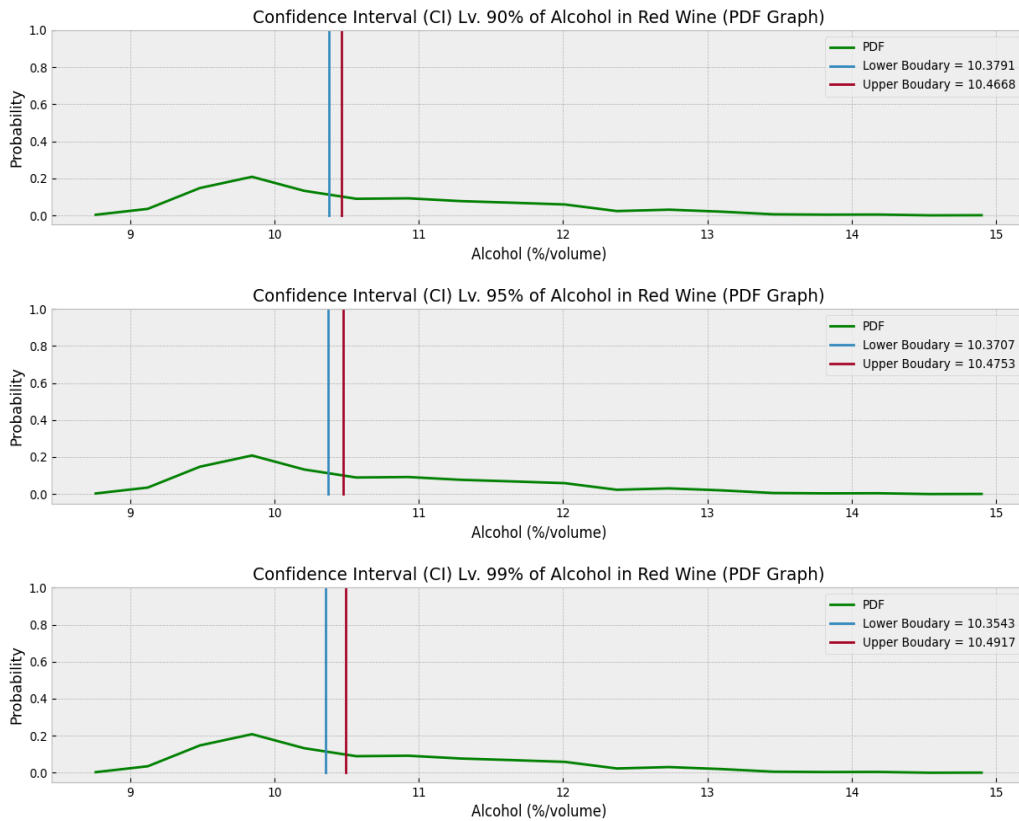 Confidence Interval (CI) Lv. 90% of Alcohol in Red Wine (PDF Graph)
1.0
0.8
0.6
0.4
0.2
0.0
Probability
PDF
Lower Boudary = 10.3791
Upper Boudary = 10.4668
9 10 11 12 13 14 15
Alcohol (%/volume)
Confidence Interval (CI) Lv. 95% of Alcohol in Red Wine (PDF Graph)
1.0
0.8
0.6
0.4
0.2
0.0
Probability
PDF
Lower Boudary = 10.3707
Upper Boudary = 10.4753
9 10 11 12 13 14 15
Alcohol (%/volume)
Confidence Interval (CI) Lv. 99% of Alcohol in Red Wine (PDF Graph)
1.0
0.8
0.6
0.4
0.2
0.0
Probability
PDF
Lower Boudary = 10.3543
Upper Boudary = 10.4917
9 10 11 12 13 14 15
Alcohol (%/volume)